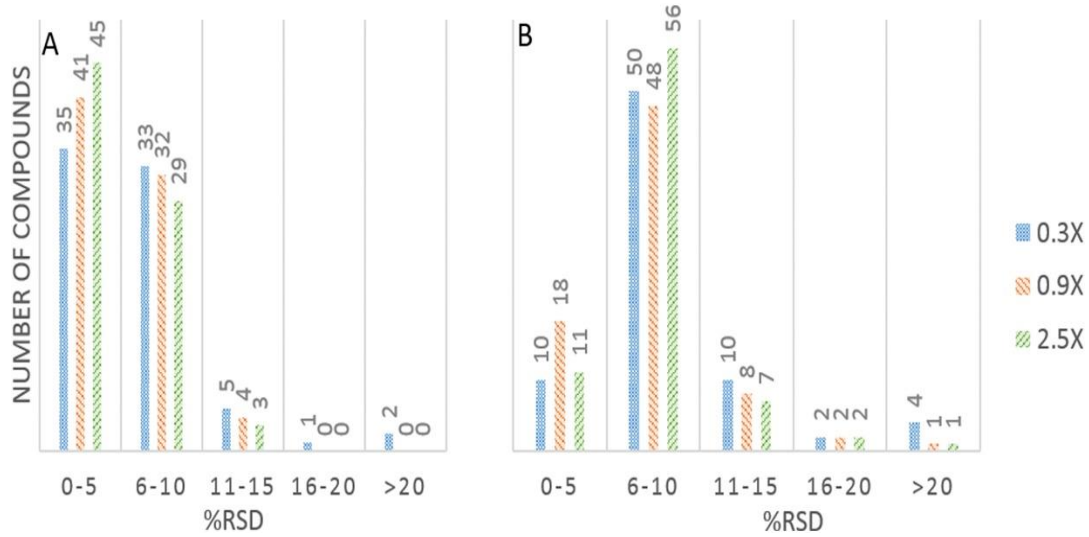 A
B
NUMBER OF COMPOUNDS
35 41 45
33 32 29
5 4 3
1 0 0
2 0 0
0-5 6-10 11-15 16-20 >20
%RSD
10 18 11
50 48 56
10 8 7
2 2 2
4 1 1
0-5 6-10 11-15 16-20 >20
%RSD
0.3X
0.9X
2.5X